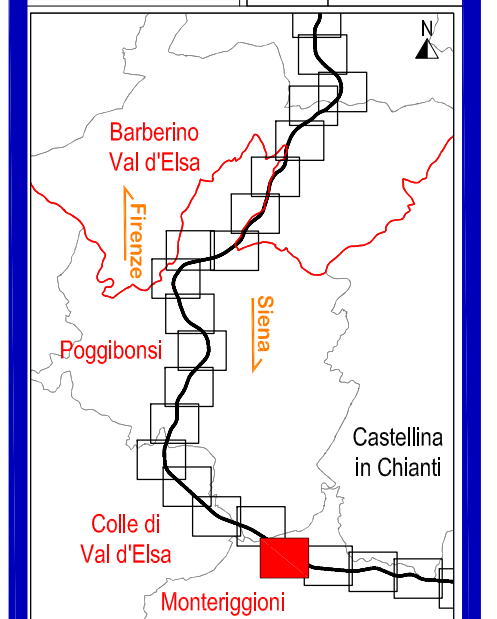 N
Barberino
Val d'Elsa
Firenze
Siena
Poggibonsi
Castellina
in Chianti
Colle di
Val d'Elsa
Monteriggioni